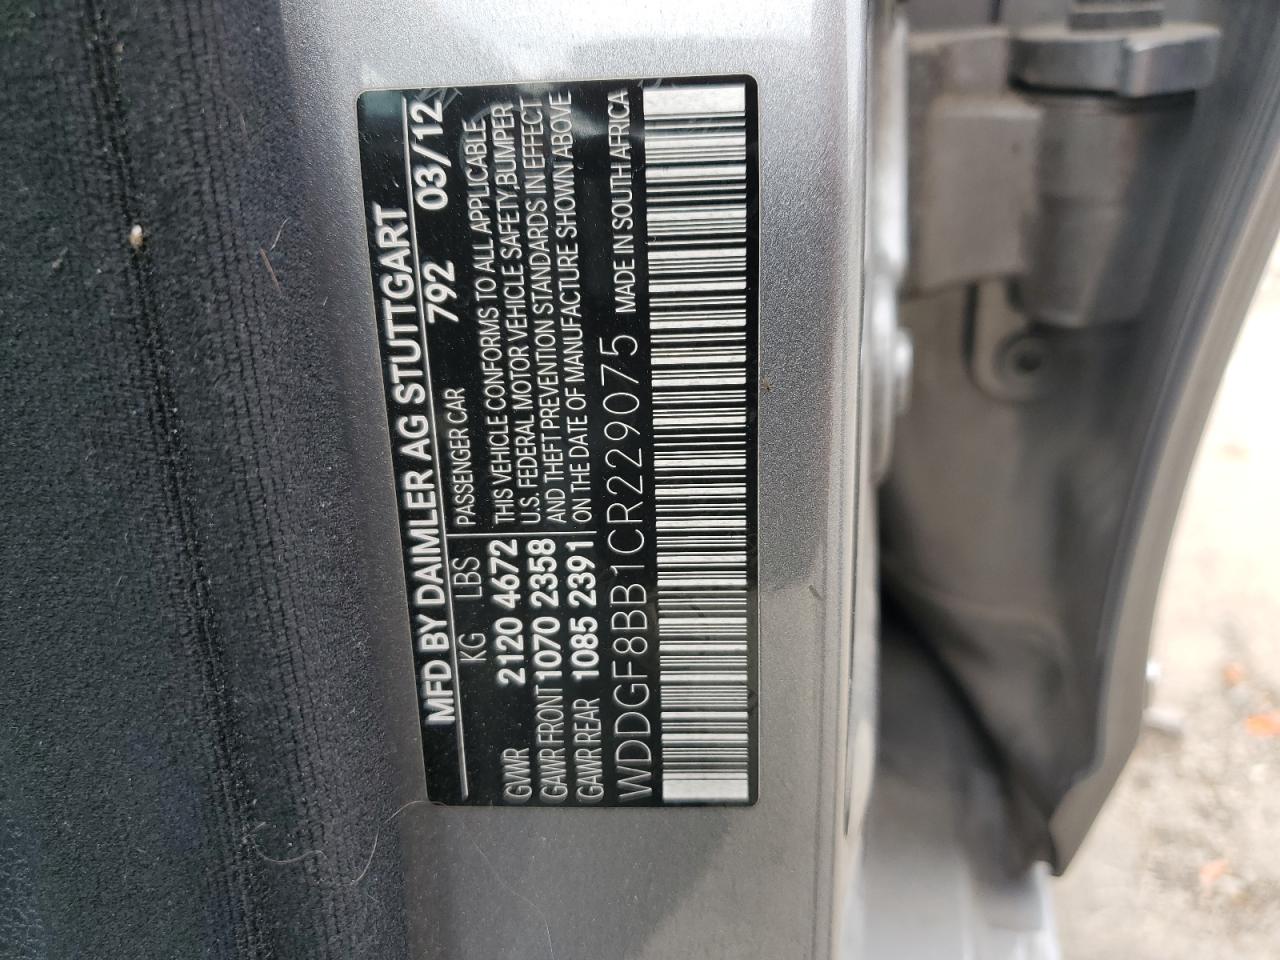 MFD BY DAIMLER AG STUTTGART
KG LBS PASSENGER CAR 792 03/12
GVWR 2120 4672 THIS VEHICLE CONFORMS TO ALL APPLICABLE
GAWR FRONT 1070 2358 U.S. FEDERAL MOTOR VEHICLE SAFETY,BUMPER
GAWR REAR 1085 2391 AND THEFT PREVENTION STANDARDS IN EFFECT
ON THE DATE OF MANUFACTURE SHOWN ABOVE
WDDGF8BB1CR229075 MADE IN SOUTH AFRICA